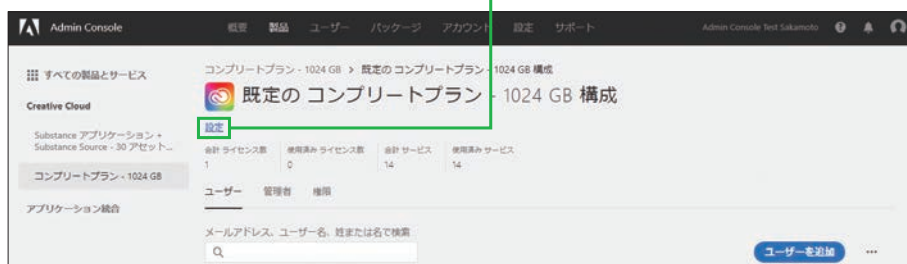 Admin Console
概要 製品 ユーザー パッケージ アカウント 設定 サポート
Admin Console Test Sakamoto
すべての製品とサービス
Creative Cloud
Substance アプリケーション +
Substance Source - 30 アセット...
コンプリートプラン - 1024 GB
アプリケーション統合
コンプリートプラン - 1024 GB > 既定の コンプリートプラン - 1024 GB 構成
既定の コンプリートプラン - 1024 GB 構成
設定
合計 ライセンス数 使用済み ライセンス数 合計 サービス 使用済み サービス
1 0 14 14
ユーザー 管理者 権限
メールアドレス、ユーザー名、姓または名で検索
ユーザーを追加